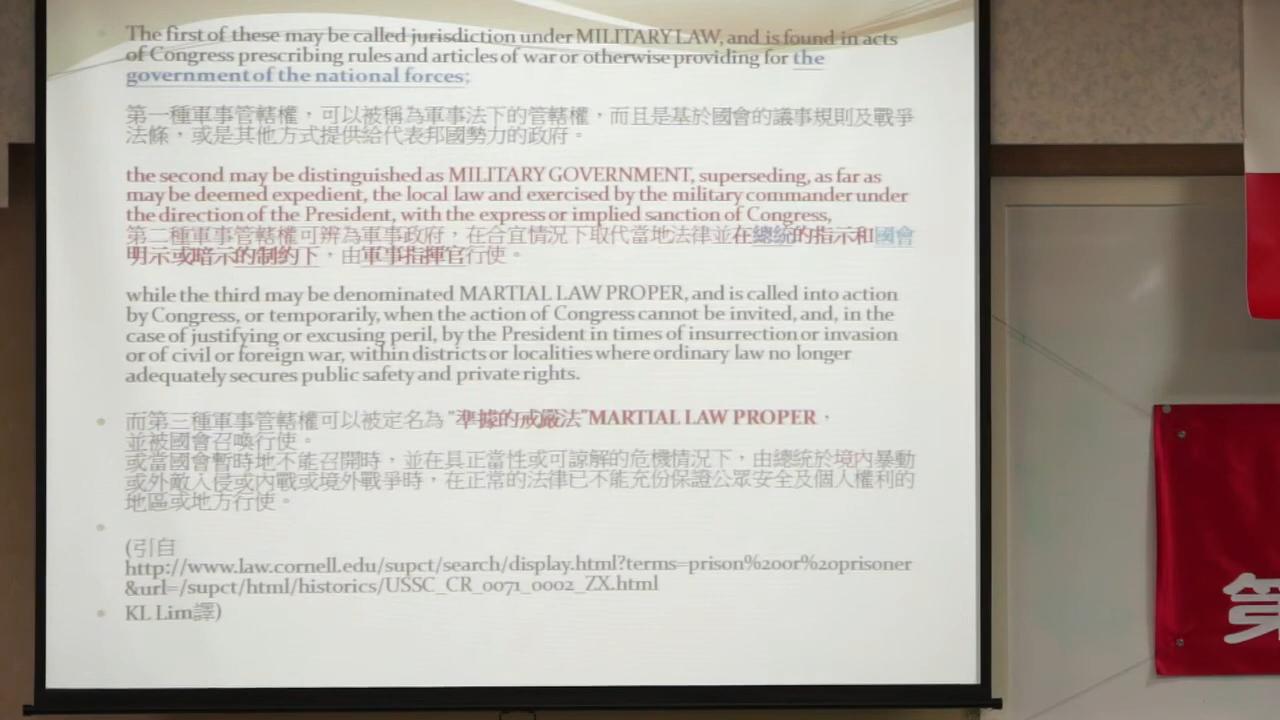 The first of these may be called jurisdiction under MILITARY LAW, and is found in acts
of Congress prescribing rules and articles of war or otherwise providing for the
government of the national forces;
第一種軍事管轄權，可以被稱為軍事法下的管轄權，而且是基於國會的議事規則及戰爭
法條，或是其他方式提供給代表邦國勢力的政府。
the second may be distinguished as MILITARY GOVERNMENT, superseding, as far as
may be deemed expedient, the local law and exercised by the military commander under
the direction of the President, with the express or implied sanction of Congress,
第二種軍事管轄權可辨為軍事政府，在合宜情況下取代當地法律並在總統的指示和國會
明示或暗示的制約下，由軍事指揮官行使。
while the third may be denominated MARTIAL LAW PROPER, and is called into action
by Congress, or temporarily, when the action of Congress cannot be invited, and, in the
case of justifying or excusing peril, by the President in times of insurrection or invasion
or of civil or foreign war, within districts or localities where ordinary law no longer
adequately secures public safety and private rights.
而第三種軍事管轄權可以被定名為 "準據的戒嚴法"MARTIAL LAW PROPER，
並被國會召喚行使。
或當國會暫時地不能召開時，並在具正當性或可諒解的危機情況下，由總統於境內暴動
或外敵入侵或內戰或境外戰爭時，在正常的法律已不能充份保證公眾安全及個人權利的
地區或地方行使。
(引自
http://www.law.cornell.edu/supct/search/display.html?terms=prison%20or%20prisoner
&url=/supct/html/historics/USSC_CR_0071_0002_ZX.html
KL Lim譯)
第